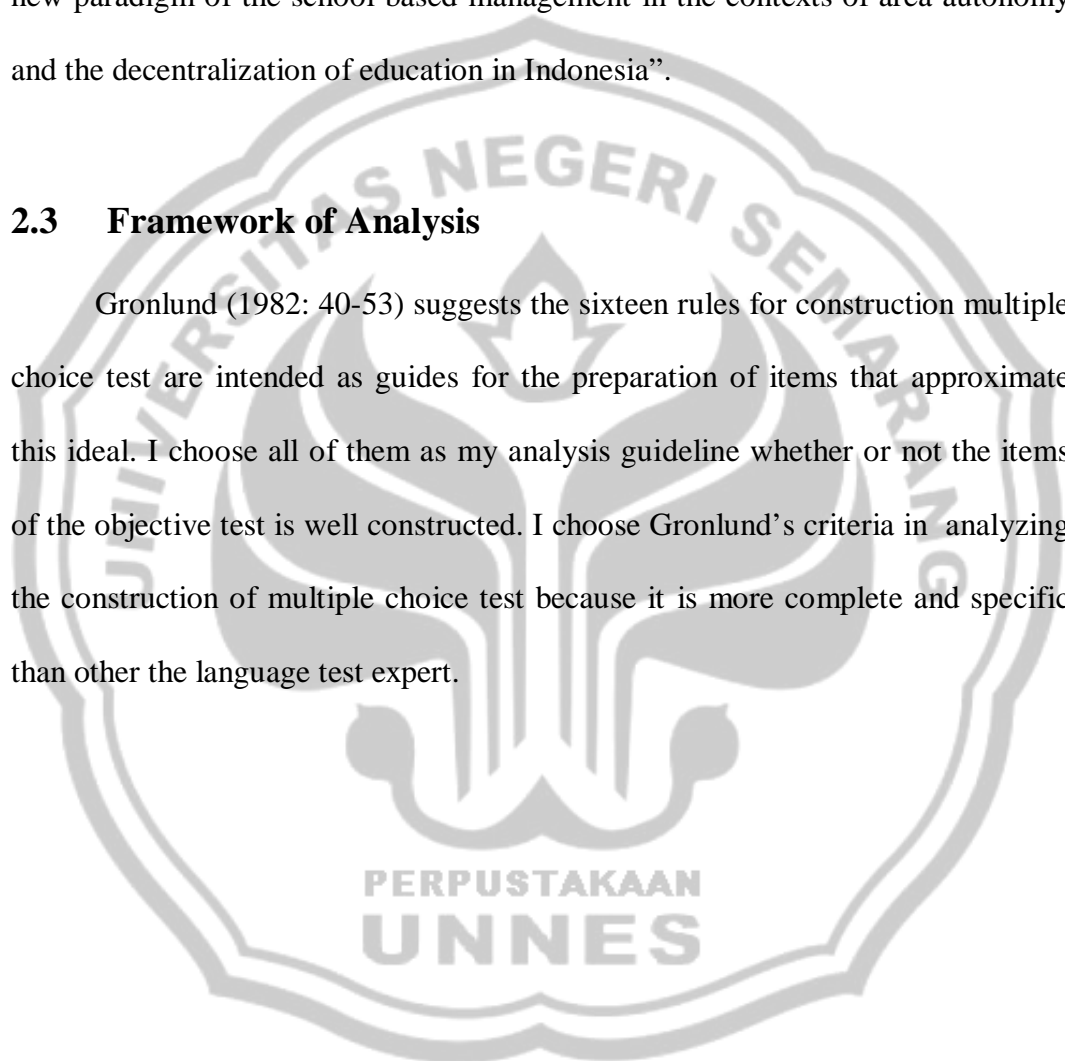 new paradigm of the school based management in the contexts of area autonomy
and the decentralization of education in Indonesia”.
2.3 Framework of Analysis
Gronlund (1982: 40-53) suggests the sixteen rules for construction multiple
choice test are intended as guides for the preparation of items that approximate
this ideal. I choose all of them as my analysis guideline whether or not the items
of the objective test is well constructed. I choose Gronlund’s criteria in analyzing
the construction of multiple choice test because it is more complete and specific
than other the language test expert.
UNIVERSITAS NEGERI SEMARANG
PERPUSTAKAAN
UNNES